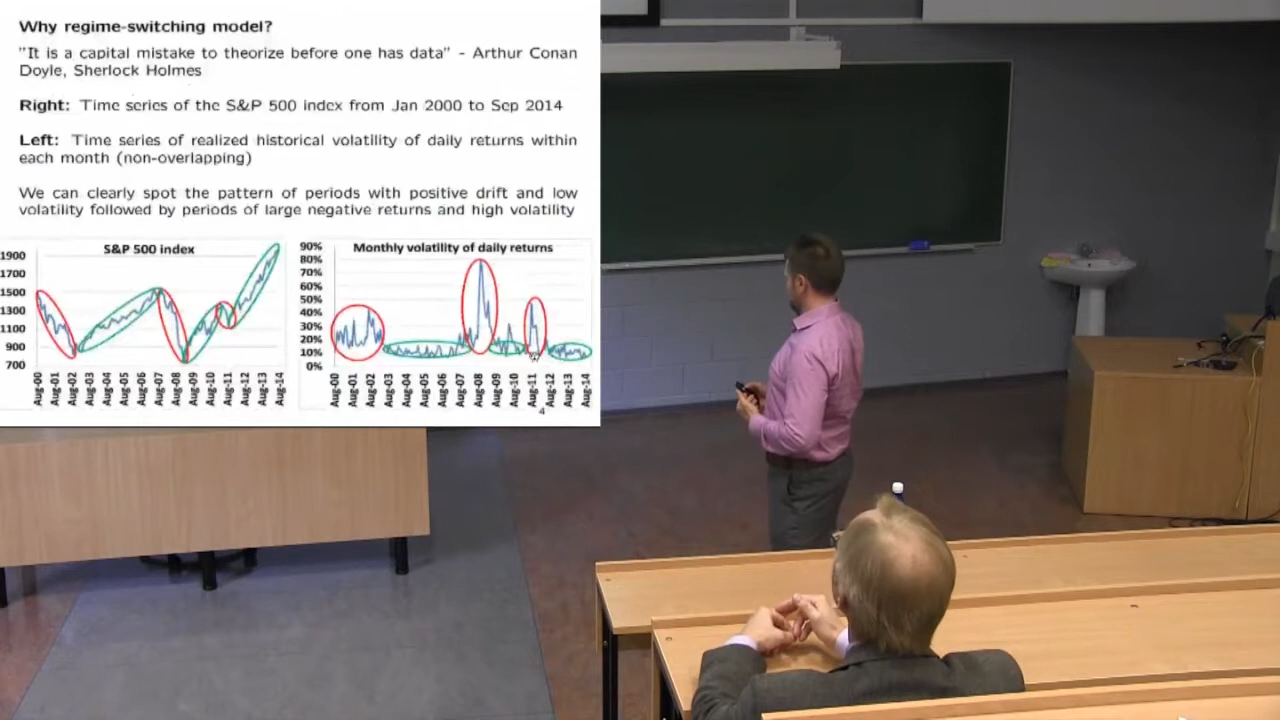 Why regime-switching model?
"It is a capital mistake to theorize before one has data" - Arthur Conan
Doyle, Sherlock Holmes
Right: Time series of the S&P 500 index from Jan 2000 to Sep 2014
Left: Time series of realized historical volatility of daily returns within
each month (non-overlapping)
We can clearly spot the pattern of periods with positive drift and low
volatility followed by periods of large negative returns and high volatility
S&P 500 index
1900
1700
1500
1300
1100
900
700
Aug-00 Aug-01 Aug-02 Aug-03 Aug-04 Aug-05 Aug-06 Aug-07 Aug-08 Aug-09 Aug-10 Aug-11 Aug-12 Aug-13 Aug-14
Monthly volatility of daily returns
90%
80%
70%
60%
50%
40%
30%
20%
10%
0%
Aug-00 Aug-01 Aug-02 Aug-03 Aug-04 Aug-05 Aug-06 Aug-07 Aug-08 Aug-09 Aug-10 Aug-11 Aug-12 Aug-13 Aug-14
4